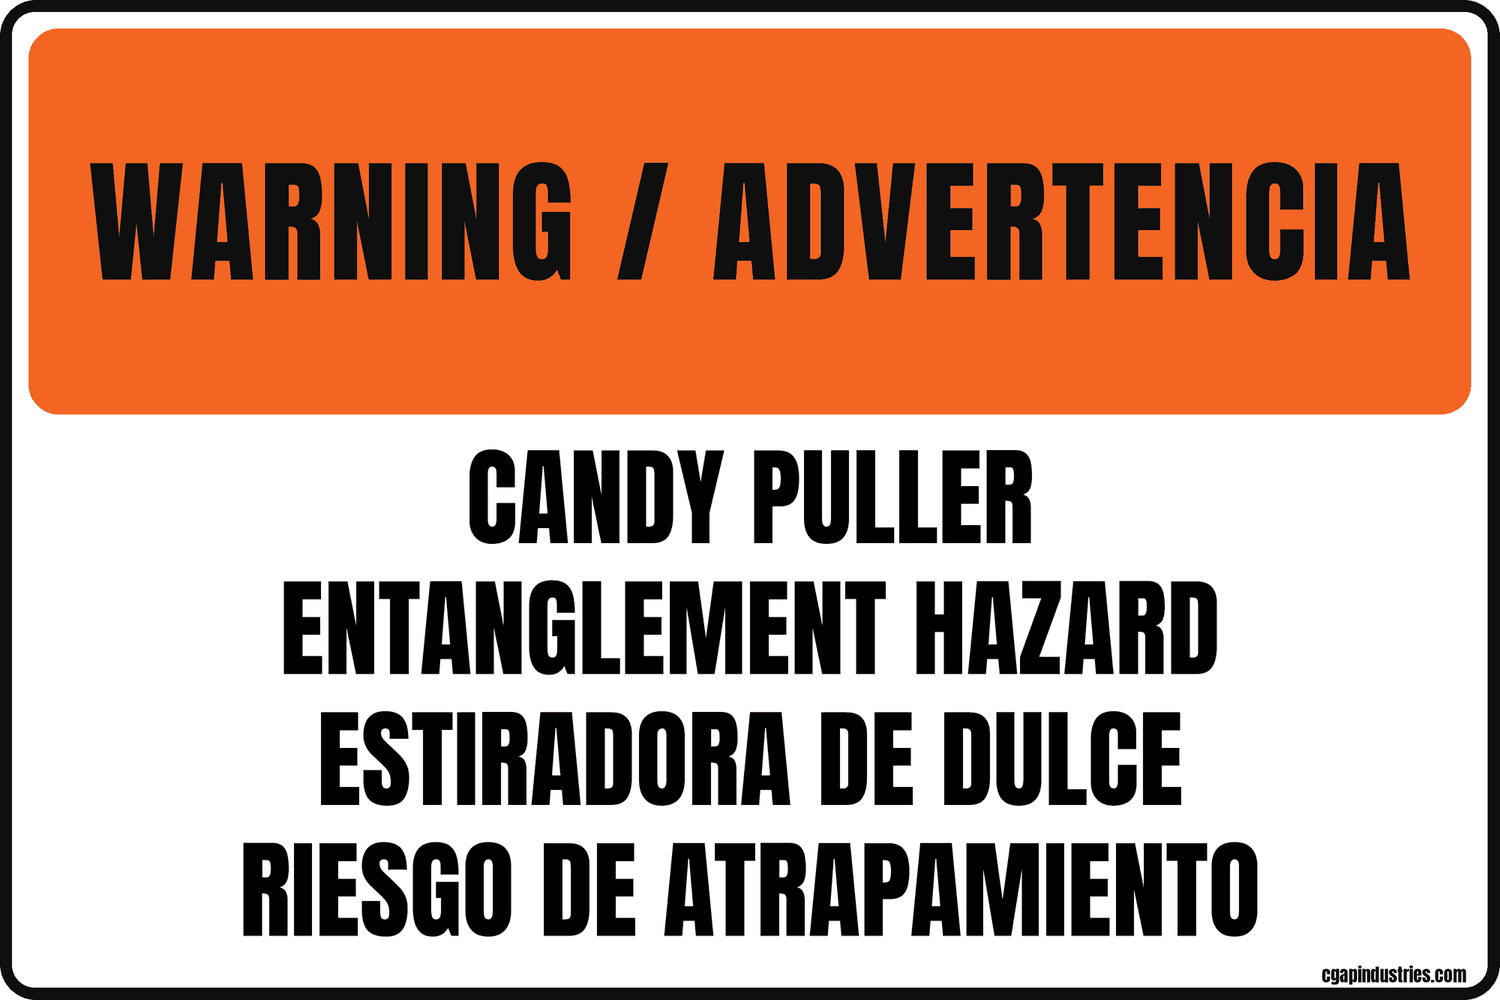 WARNING / ADVERTENCIA
CANDY PULLER
ENTANGLEMENT HAZARD
ESTIRADORA DE DULCE
RIESGO DE ATRAPAMIENTO
cgapindustries.com